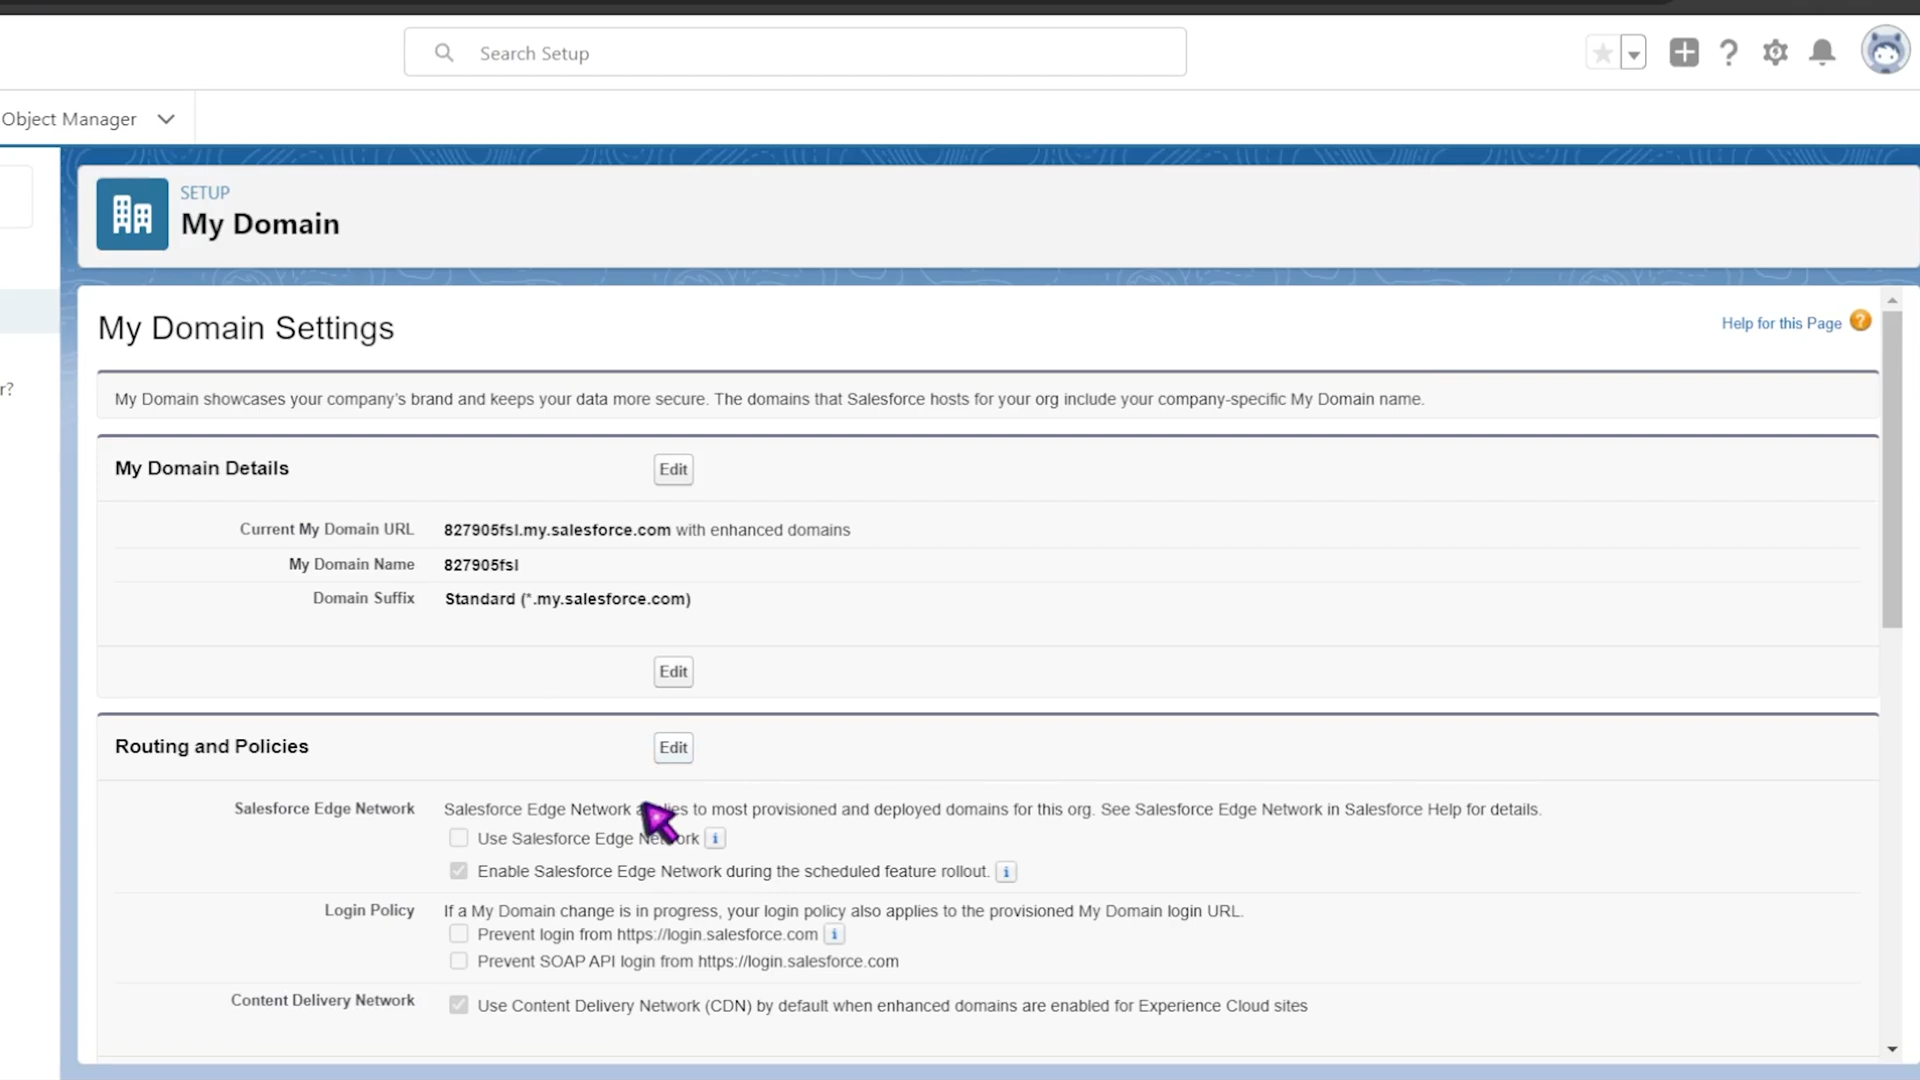 Search Setup
Object Manager
SETUP
My Domain
r?
My Domain Settings
Help for this Page
My Domain showcases your company's brand and keeps your data more secure. The domains that Salesforce hosts for your org include your company-specific My Domain name.
My Domain Details
Edit
Current My Domain URL 827905fsl.my.salesforce.com with enhanced domains
My Domain Name 827905fsl
Domain Suffix Standard (*.my.salesforce.com)
Edit
Routing and Policies
Edit
Salesforce Edge Network Salesforce Edge Network applies to most provisioned and deployed domains for this org. See Salesforce Edge Network in Salesforce Help for details.
Use Salesforce Edge Network
Enable Salesforce Edge Network during the scheduled feature rollout.
Login Policy If a My Domain change is in progress, your login policy also applies to the provisioned My Domain login URL.
Prevent login from https://login.salesforce.com
Prevent SOAP API login from https://login.salesforce.com
Content Delivery Network Use Content Delivery Network (CDN) by default when enhanced domains are enabled for Experience Cloud sites